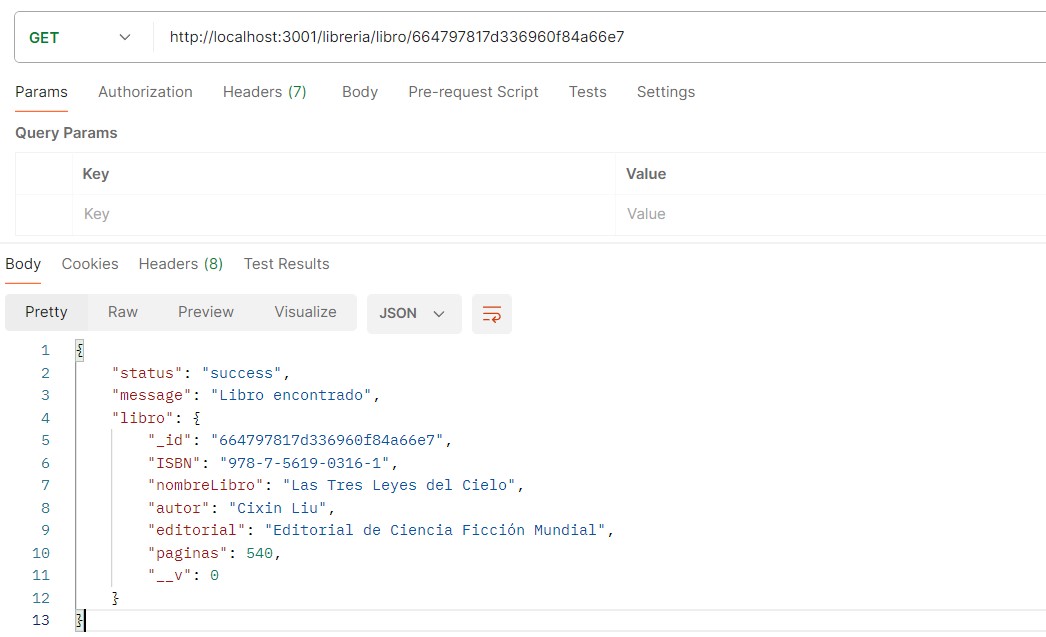 GET http://localhost:3001/libreria/libro/664797817d336960f84a66e7
Params Authorization Headers (7) Body Pre-request Script Tests Settings
Query Params
Key Value
Key Value
Body Cookies Headers (8) Test Results
Pretty Raw Preview Visualize JSON
1 {
2 "status": "success",
3 "message": "Libro encontrado",
4 "libro": {
5 "_id": "664797817d336960f84a66e7",
6 "ISBN": "978-7-5619-0316-1",
7 "nombreLibro": "Las Tres Leyes del Cielo",
8 "autor": "Cixin Liu",
9 "editorial": "Editorial de Ciencia Ficción Mundial",
10 "paginas": 540,
11 "__v": 0
12 }
13 }